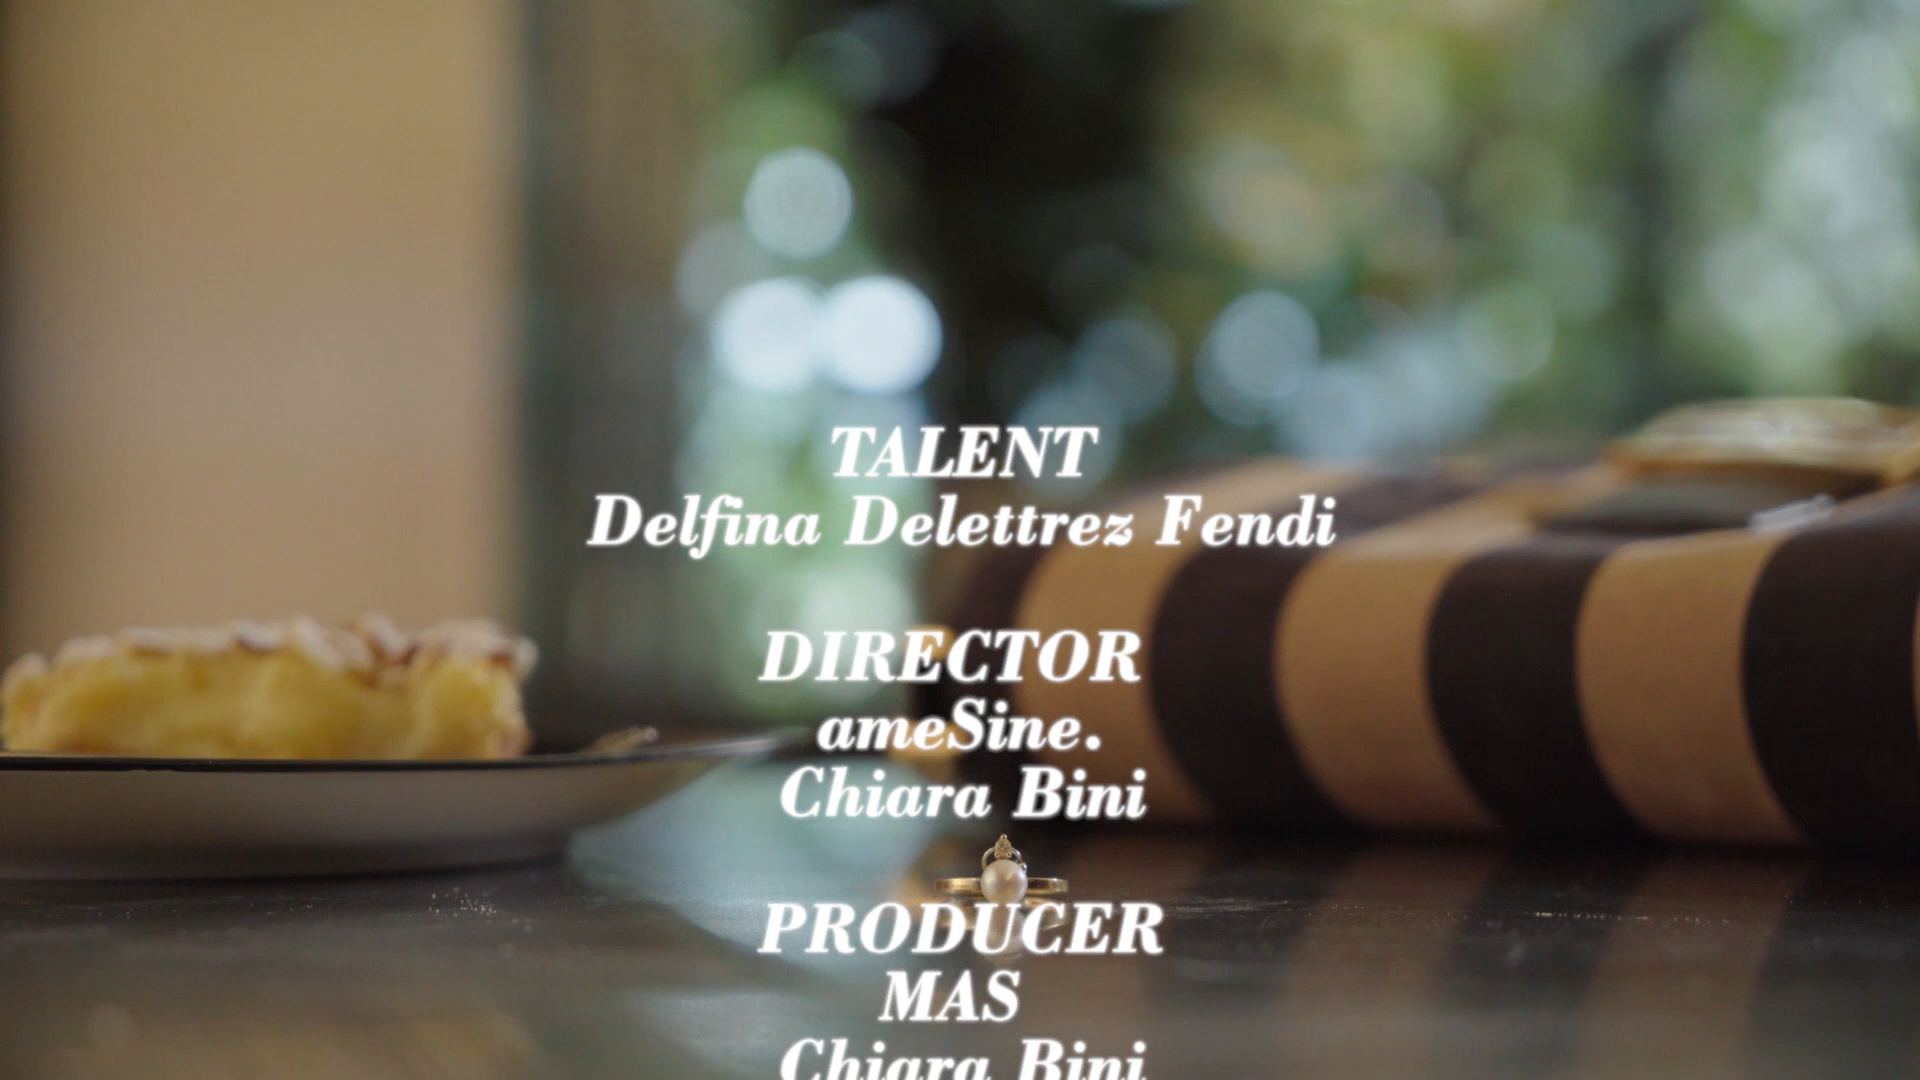 TALENT
Delfina Delettrez Fendi
DIRECTOR
ameSine.
Chiara Bini
PRODUCER
MAS
Chiara Bini